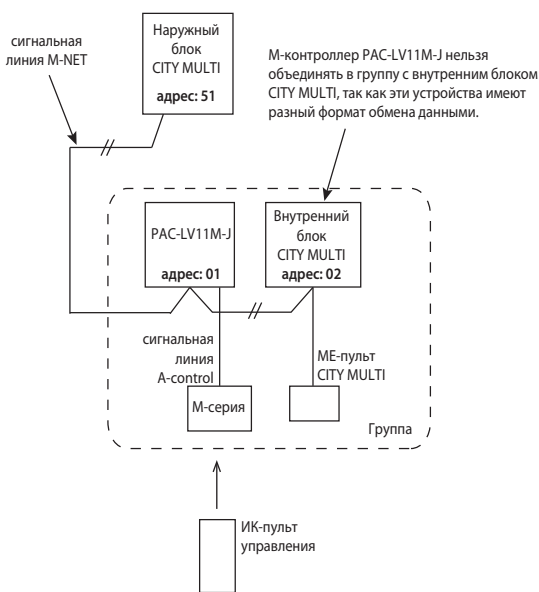 сигнальная
линия M-NET
Наружный
блок
CITY MULTI
адрес: 51
М-контроллер PAC-LV11M-J нельзя
объединять в группу с внутренним блоком
CITY MULTI, так как эти устройства имеют
разный формат обмена данными.
PAC-LV11M-J
адрес: 01
Внутренний
блок
CITY MULTI
адрес: 02
сигнальная
линия
A-control
МЕ-пульт
CITY MULTI
М-серия
Группа
ИК-пульт
управления